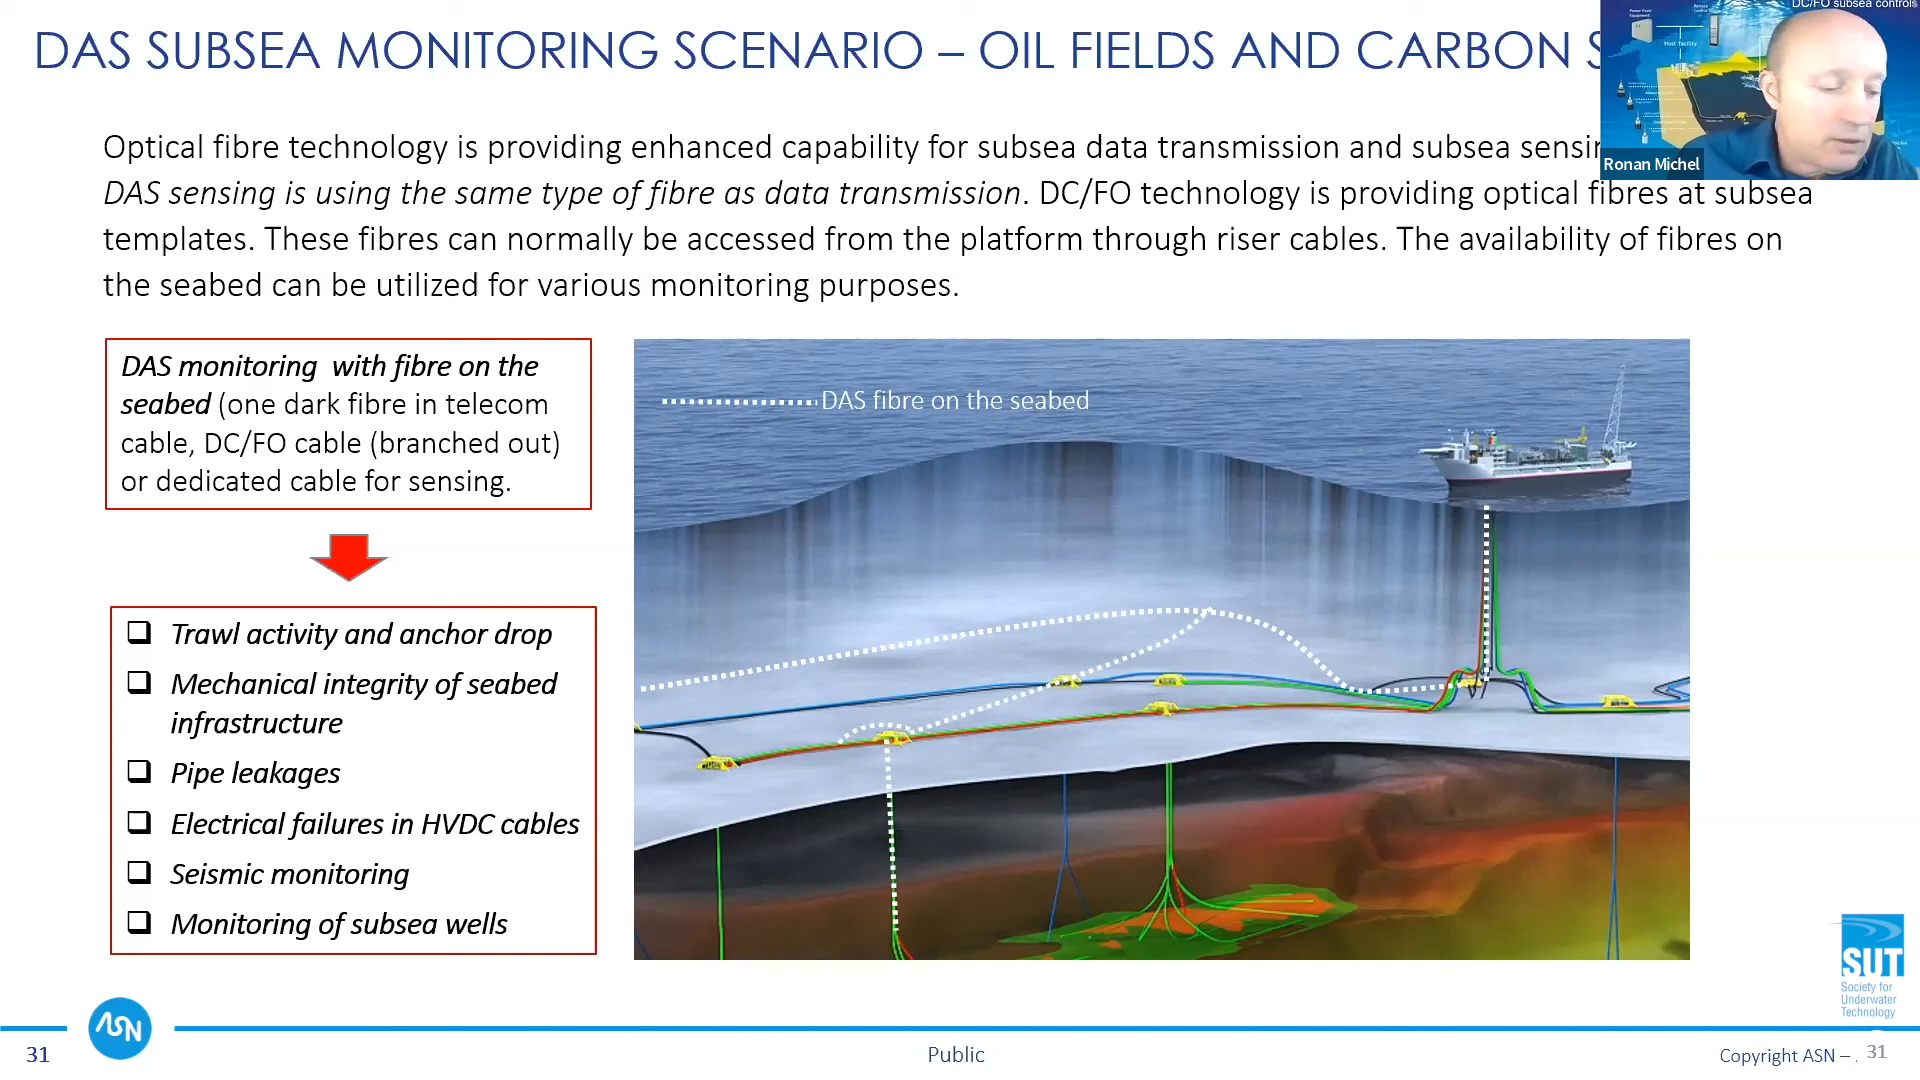 DAS SUBSEA MONITORING SCENARIO – OIL FIELDS AND CARBON S
DC/FO subsea controls
Host facility
Ronan Michel
Optical fibre technology is providing enhanced capability for subsea data transmission and subsea sensin
DAS sensing is using the same type of fibre as data transmission. DC/FO technology is providing optical fibres at subsea
templates. These fibres can normally be accessed from the platform through riser cables. The availability of fibres on
the seabed can be utilized for various monitoring purposes.
DAS monitoring with fibre on the
seabed (one dark fibre in telecom
cable, DC/FO cable (branched out)
or dedicated cable for sensing.
DAS fibre on the seabed
Trawl activity and anchor drop
Mechanical integrity of seabed
infrastructure
Pipe leakages
Electrical failures in HVDC cables
Seismic monitoring
Monitoring of subsea wells
SUT
Society for
Underwater
Technology
ASN
31
Public
Copyright ASN – .
31